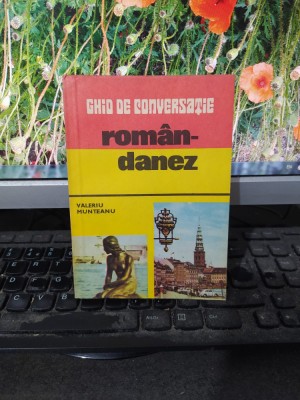 GHID DE CONVERSAȚIE
român-
danez
VALERIU
MUNTEANU